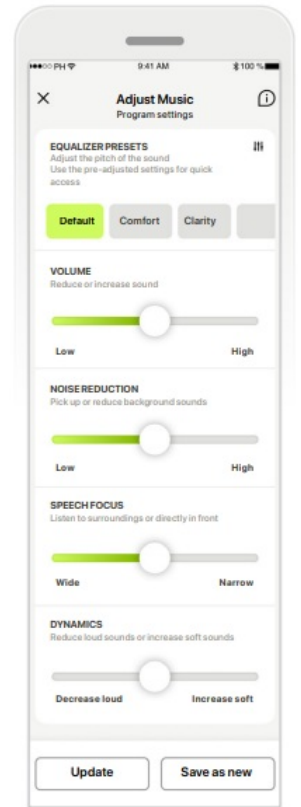 PH 9:41 AM 100 %
Adjust Music
Program settings
EQUALIZER PRESETS
Adjust the pitch of the sound
Use the pre-adjusted settings for quick
access
Default Comfort Clarity
VOLUME
Reduce or increase sound
Low High
NOISE REDUCTION
Pick up or reduce background sounds
Low High
SPEECH FOCUS
Listen to surroundings or directly in front
Wide Narrow
DYNAMICS
Reduce loud sounds or increase soft sounds
Decrease loud Increase soft
Update Save as new